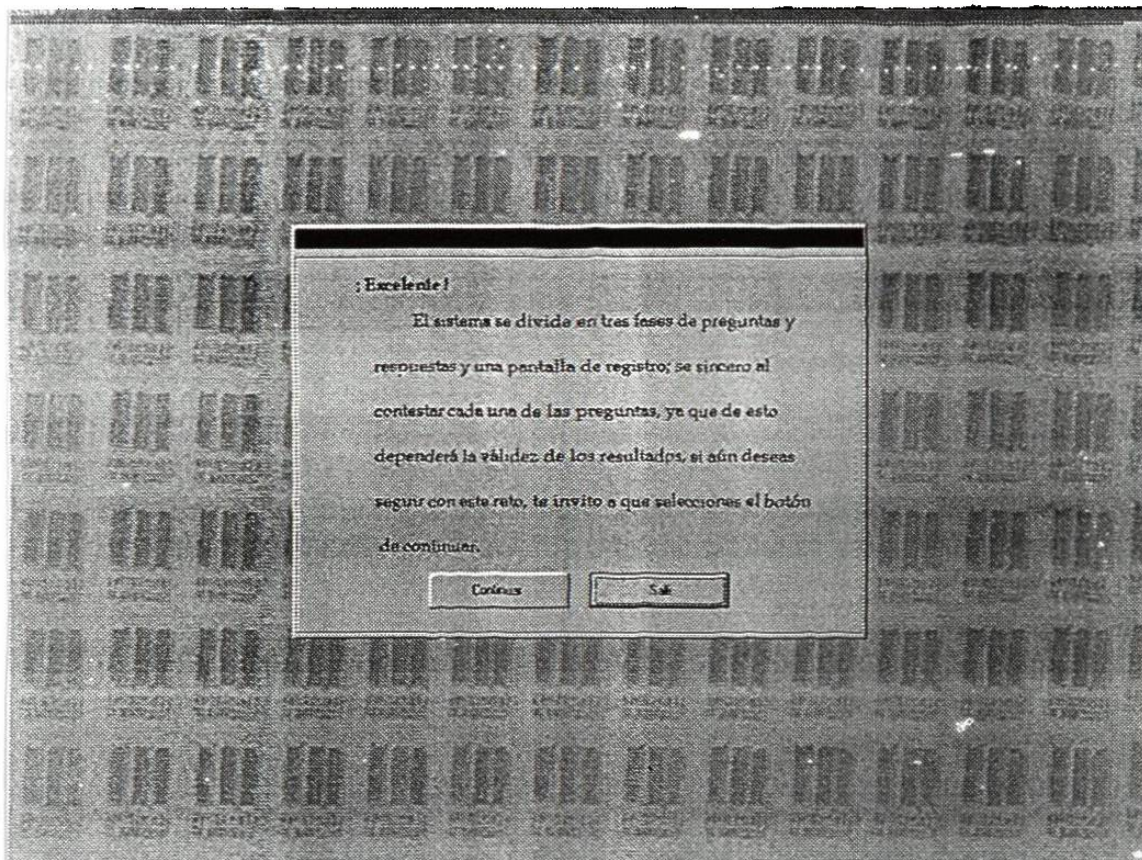 ¡Excelente!
El sistema se divide en tres fases de preguntas y
respuestas y una pantalla de registro; se sincero al
contestar cada una de las preguntas, ya que de esto
dependerá la válidez de los resultados, si aún deseas
seguir con este reto, te invito a que selecciones el botón
de continuar.
Continuar
Salir